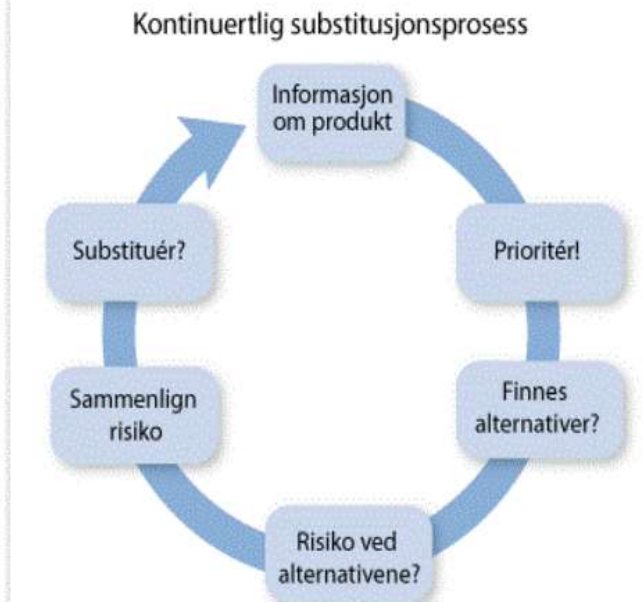 Kontinuertlig substitusjonsprosess
Informasjon
om produkt
Prioritér!
Finnes
alternativer?
Risiko ved
alternativene?
Sammenlign
risiko
Substituér?